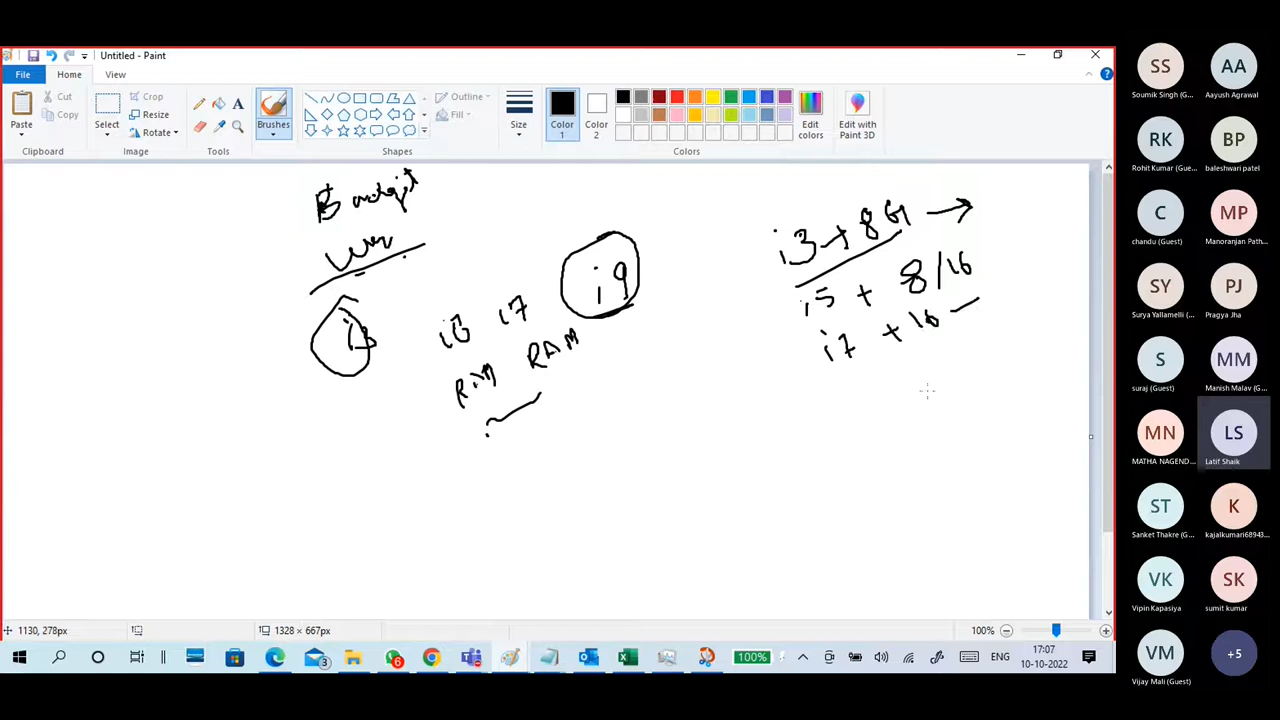 Untitled - Paint
File
Home
View
Paste
Cut
Copy
Clipboard
Select
Crop
Resize
Rotate
Image
Tools
Brushes
Shapes
Outline
Fill
Size
Color 1
Color 2
Edit colors
Colors
Edit with Paint 3D
Budget
i3
i7
i9
RAM
RAM
i3 + 8G
i5 + 8/16
i7 + 16
SS
Soumik Singh (G...
AA
Aayush Agrawal
RK
Rohit Kumar (Gue...
BP
baleshwari patel
C
chandu (Guest)
MP
Manoranjan Path...
SY
Surya Yallamelli (...
PJ
Pragya Jha
S
suraj (Guest)
MM
Manish Malav (G...
MN
MATHA NAGEND...
LS
Latif Shaik
ST
Sanket Thakre (G...
K
kajalkumari68943...
VK
Vipin Kapasiya
SK
sumit kumar
VM
Vijay Mali (Guest)
+5
1130, 278px
1328 × 667px
100%
3
6
100%
ENG
17:07
10-10-2022